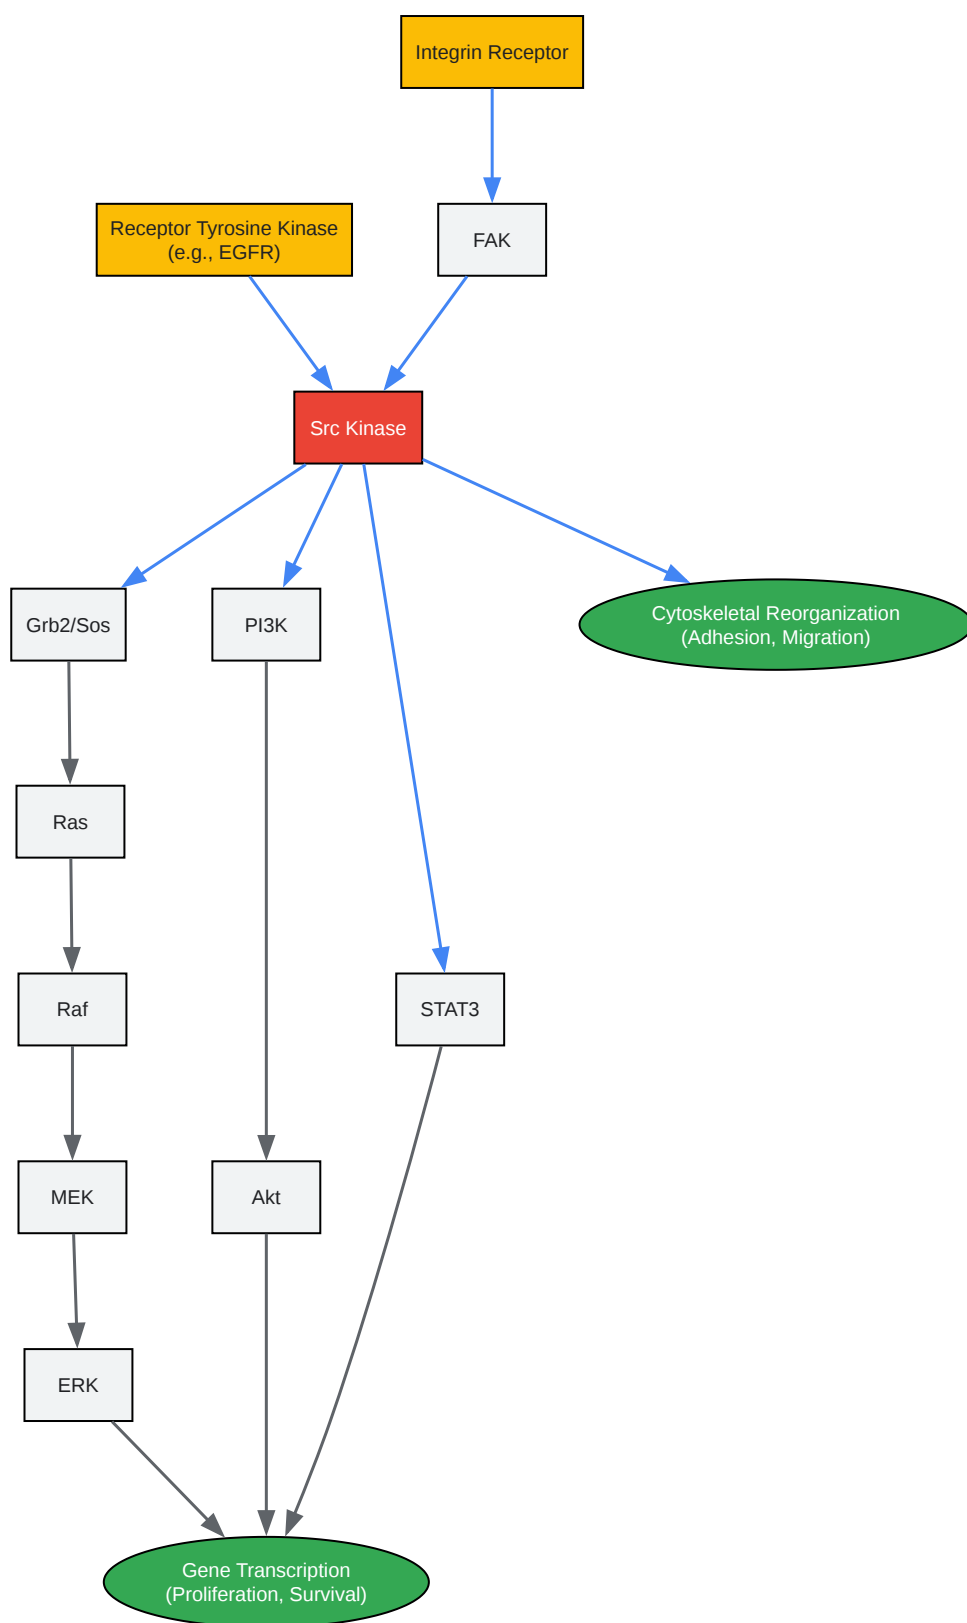 Integrin Receptor
Receptor Tyrosine Kinase
(e.g., EGFR)
FAK
Src Kinase
Grb2/Sos
PI3K
Cytoskeletal Reorganization
(Adhesion, Migration)
Ras
Raf
STAT3
MEK
Akt
ERK
Gene Transcription
(Proliferation, Survival)